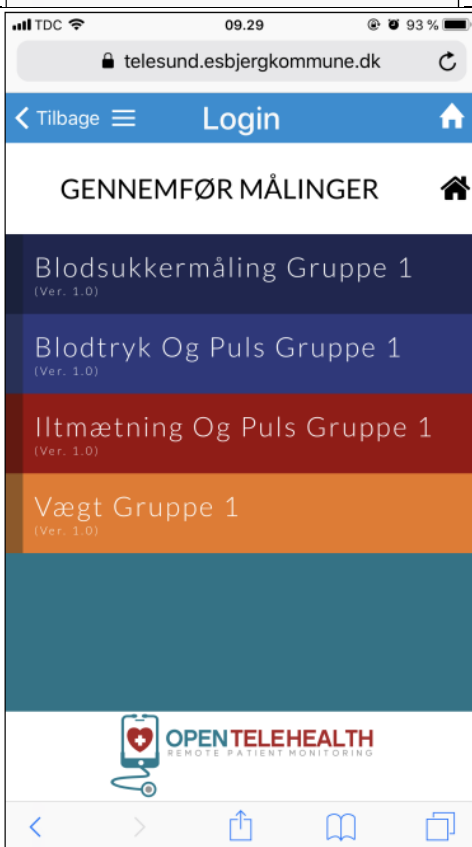 TDC 09.29 93 %
telesund.esbjergkommune.dk
Tilbage Login
GENNEMFØR MÅLINGER
Blodsukkermåling Gruppe 1
(Ver. 1.0)
Blodtryk Og Puls Gruppe 1
(Ver. 1.0)
Iltmætning Og Puls Gruppe 1
(Ver. 1.0)
Vægt Gruppe 1
(Ver. 1.0)
OPENTELEHEALTH
REMOTE PATIENT MONITORING